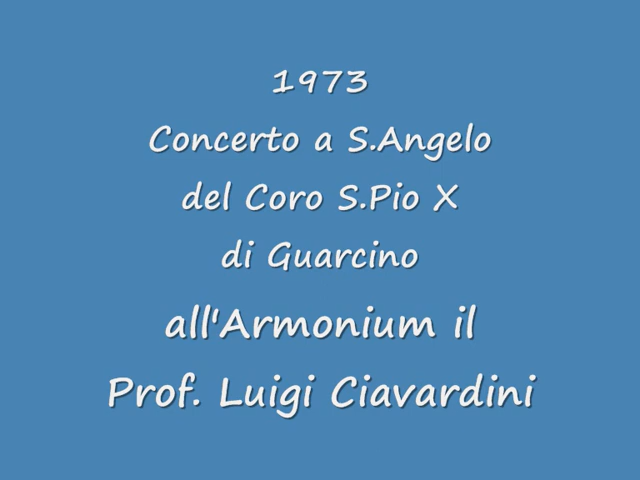 1973
Concerto a S.Angelo
del Coro S.Pio X
di Guarcino
all'Armonium il
Prof. Luigi Ciavardini